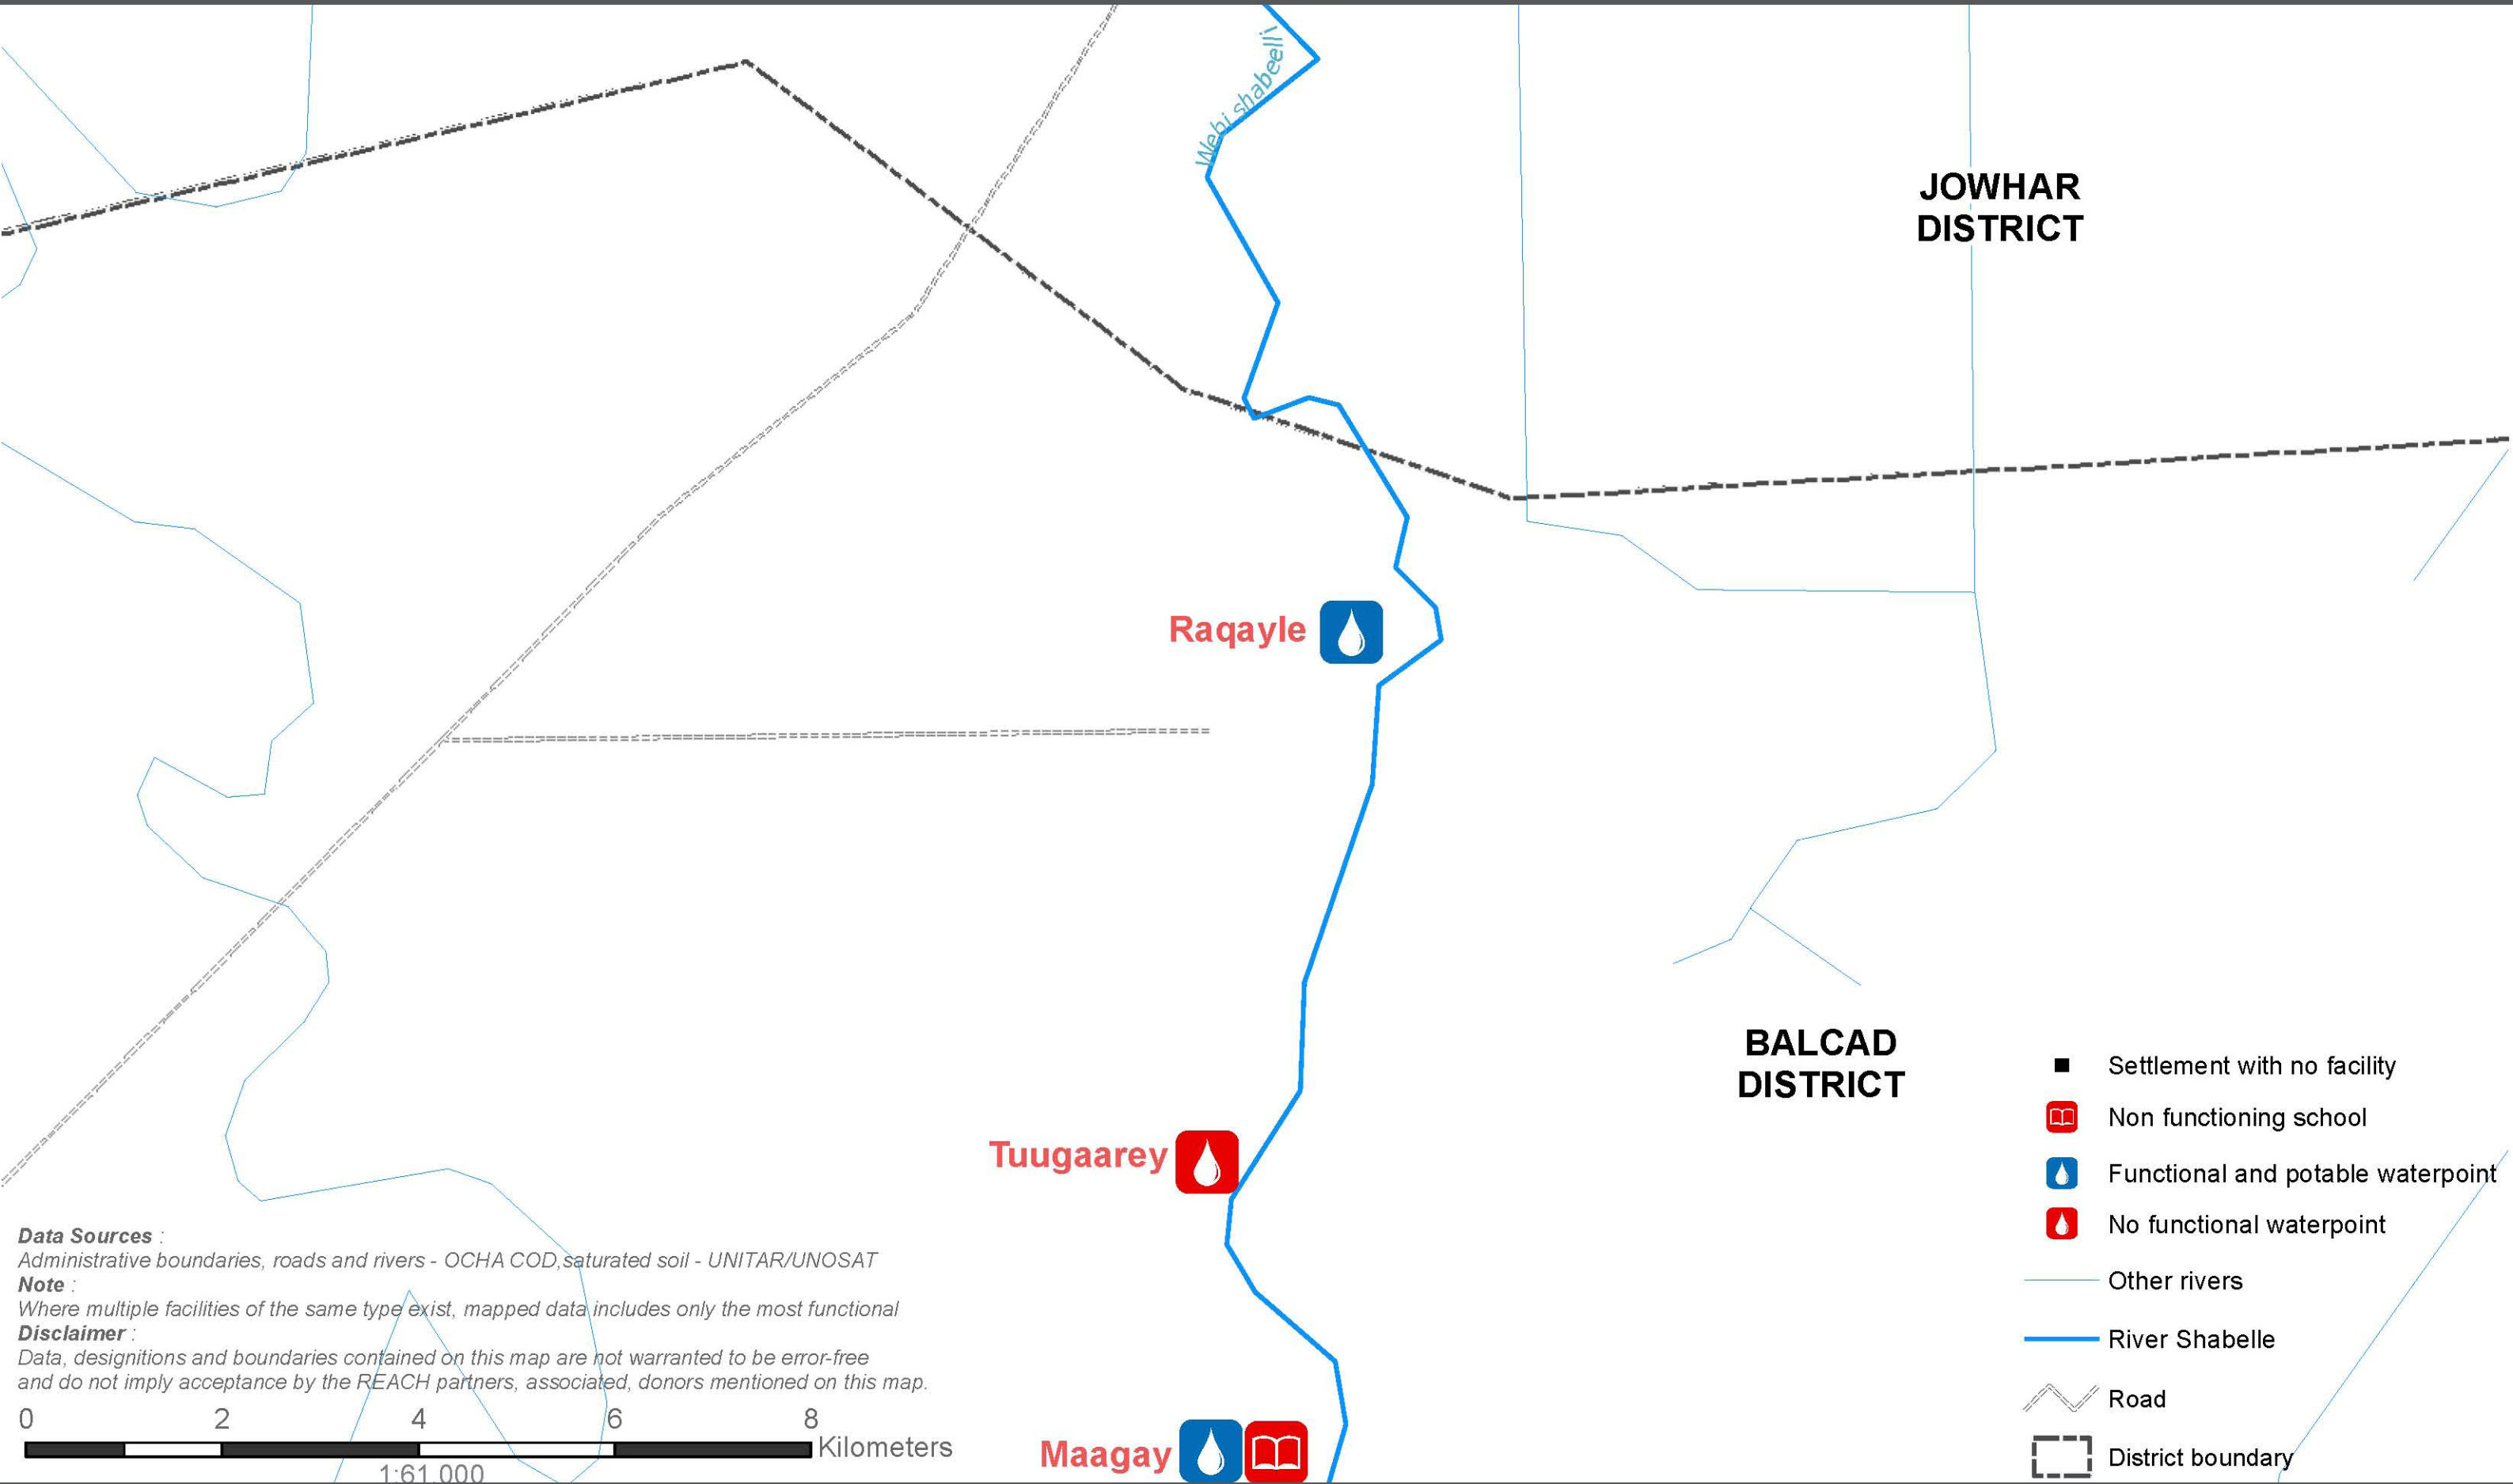 Webi shabeelli
JOWHAR
DISTRICT
Raqayle
BALCAD
DISTRICT
Tuugaarey
Maagay
Settlement with no facility
Non functioning school
Functional and potable waterpoint
No functional waterpoint
Other rivers
River Shabelle
Road
District boundary
Data Sources :
Administrative boundaries, roads and rivers - OCHA COD,saturated soil - UNITAR/UNOSAT
Note :
Where multiple facilities of the same type exist, mapped data includes only the most functional
Disclaimer :
Data, designitions and boundaries contained on this map are not warranted to be error-free
and do not imply acceptance by the REACH partners, associated, donors mentioned on this map.
0 2 4 6 8
Kilometers
1:61,000